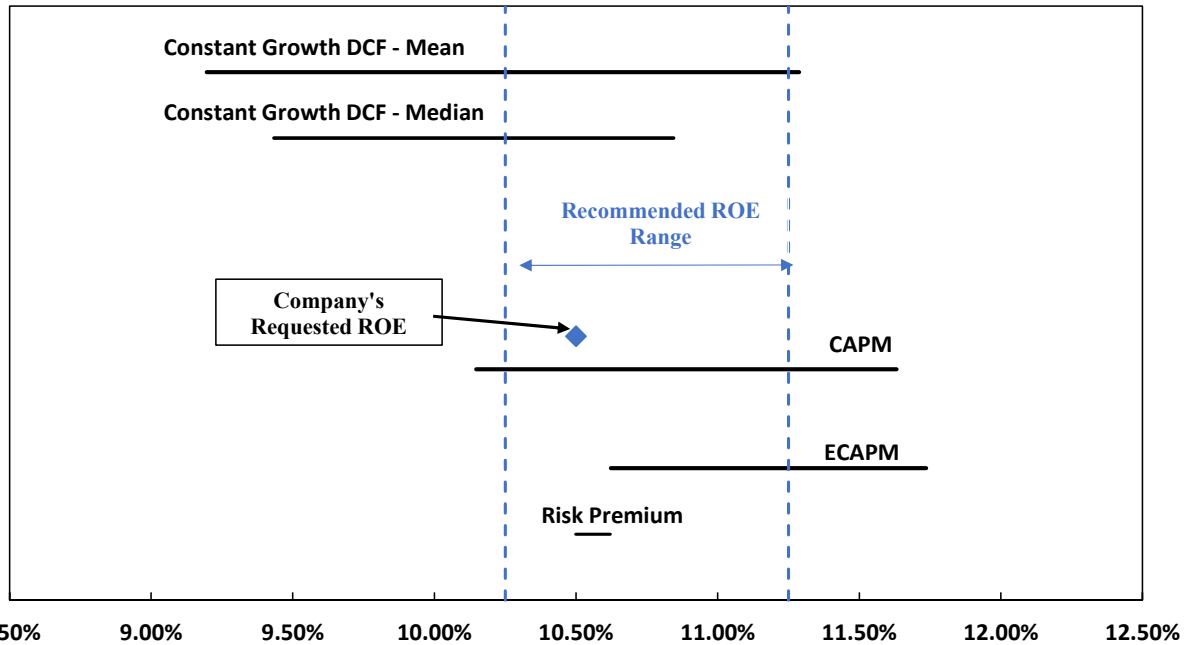 Constant Growth DCF - Mean
Constant Growth DCF - Median
Recommended ROE
Range
Company's
Requested ROE
CAPM
ECAPM
Risk Premium
50% 9.00% 9.50% 10.00% 10.50% 11.00% 11.50% 12.00% 12.50%